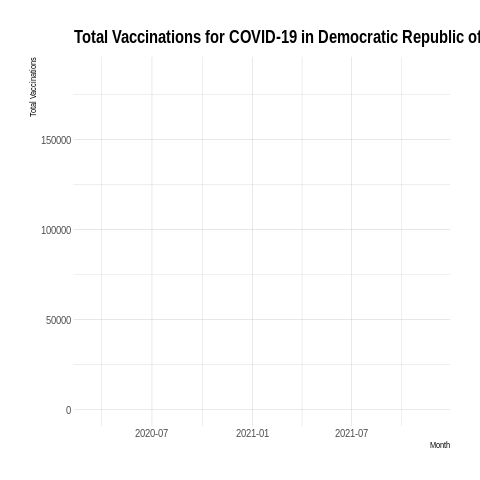 Total Vaccinations for COVID-19 in Democratic Republic of
Total Vaccinations
150000
100000
50000
0
2020-07 2021-01 2021-07
Month